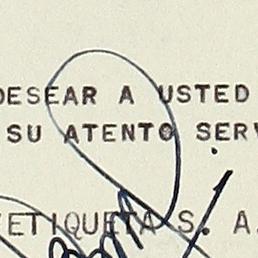 DESEAR A USTED
SU ATENTO SERV
ETIQUETA S. A.